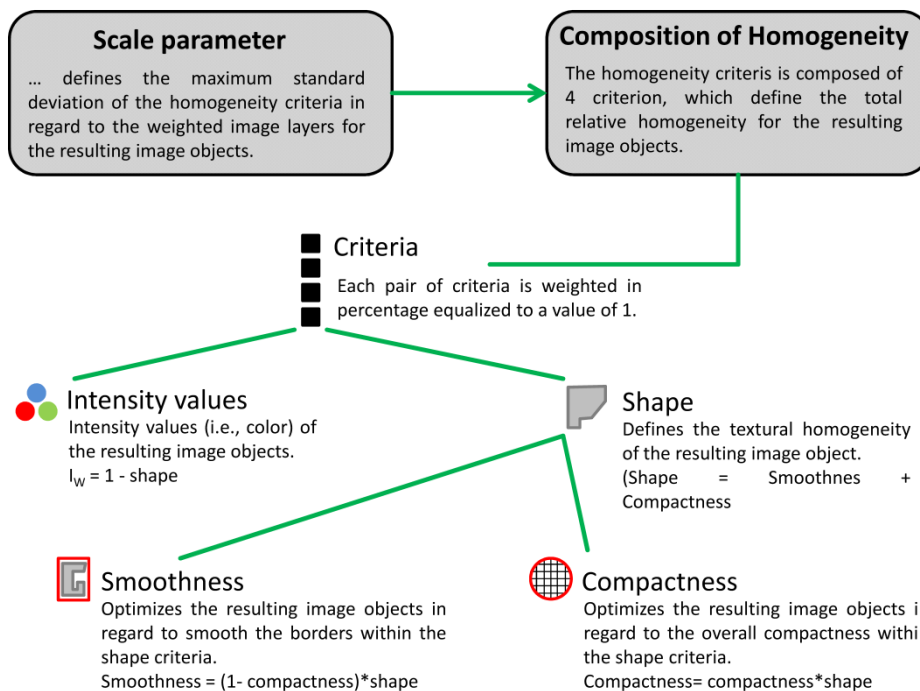 Scale parameter
… defines the maximum standard
deviation of the homogeneity criteria in
regard to the weighted image layers for
the resulting image objects.
Composition of Homogeneity
The homogeneity criteris is composed of
4 criterion, which define the total
relative homogeneity for the resulting
image objects.
Criteria
Each pair of criteria is weighted in
percentage equalized to a value of 1.
Intensity values
Intensity values (i.e., color) of
the resulting image objects.
I_W = 1 - shape
Shape
Defines the textural homogeneity
of the resulting image object.
(Shape = Smoothnes +
Compactness
Smoothness
Optimizes the resulting image objects in
regard to smooth the borders within the
shape criteria.
Smoothness = (1- compactness)*shape
Compactness
Optimizes the resulting image objects i
regard to the overall compactness withi
the shape criteria.
Compactness= compactness*shape